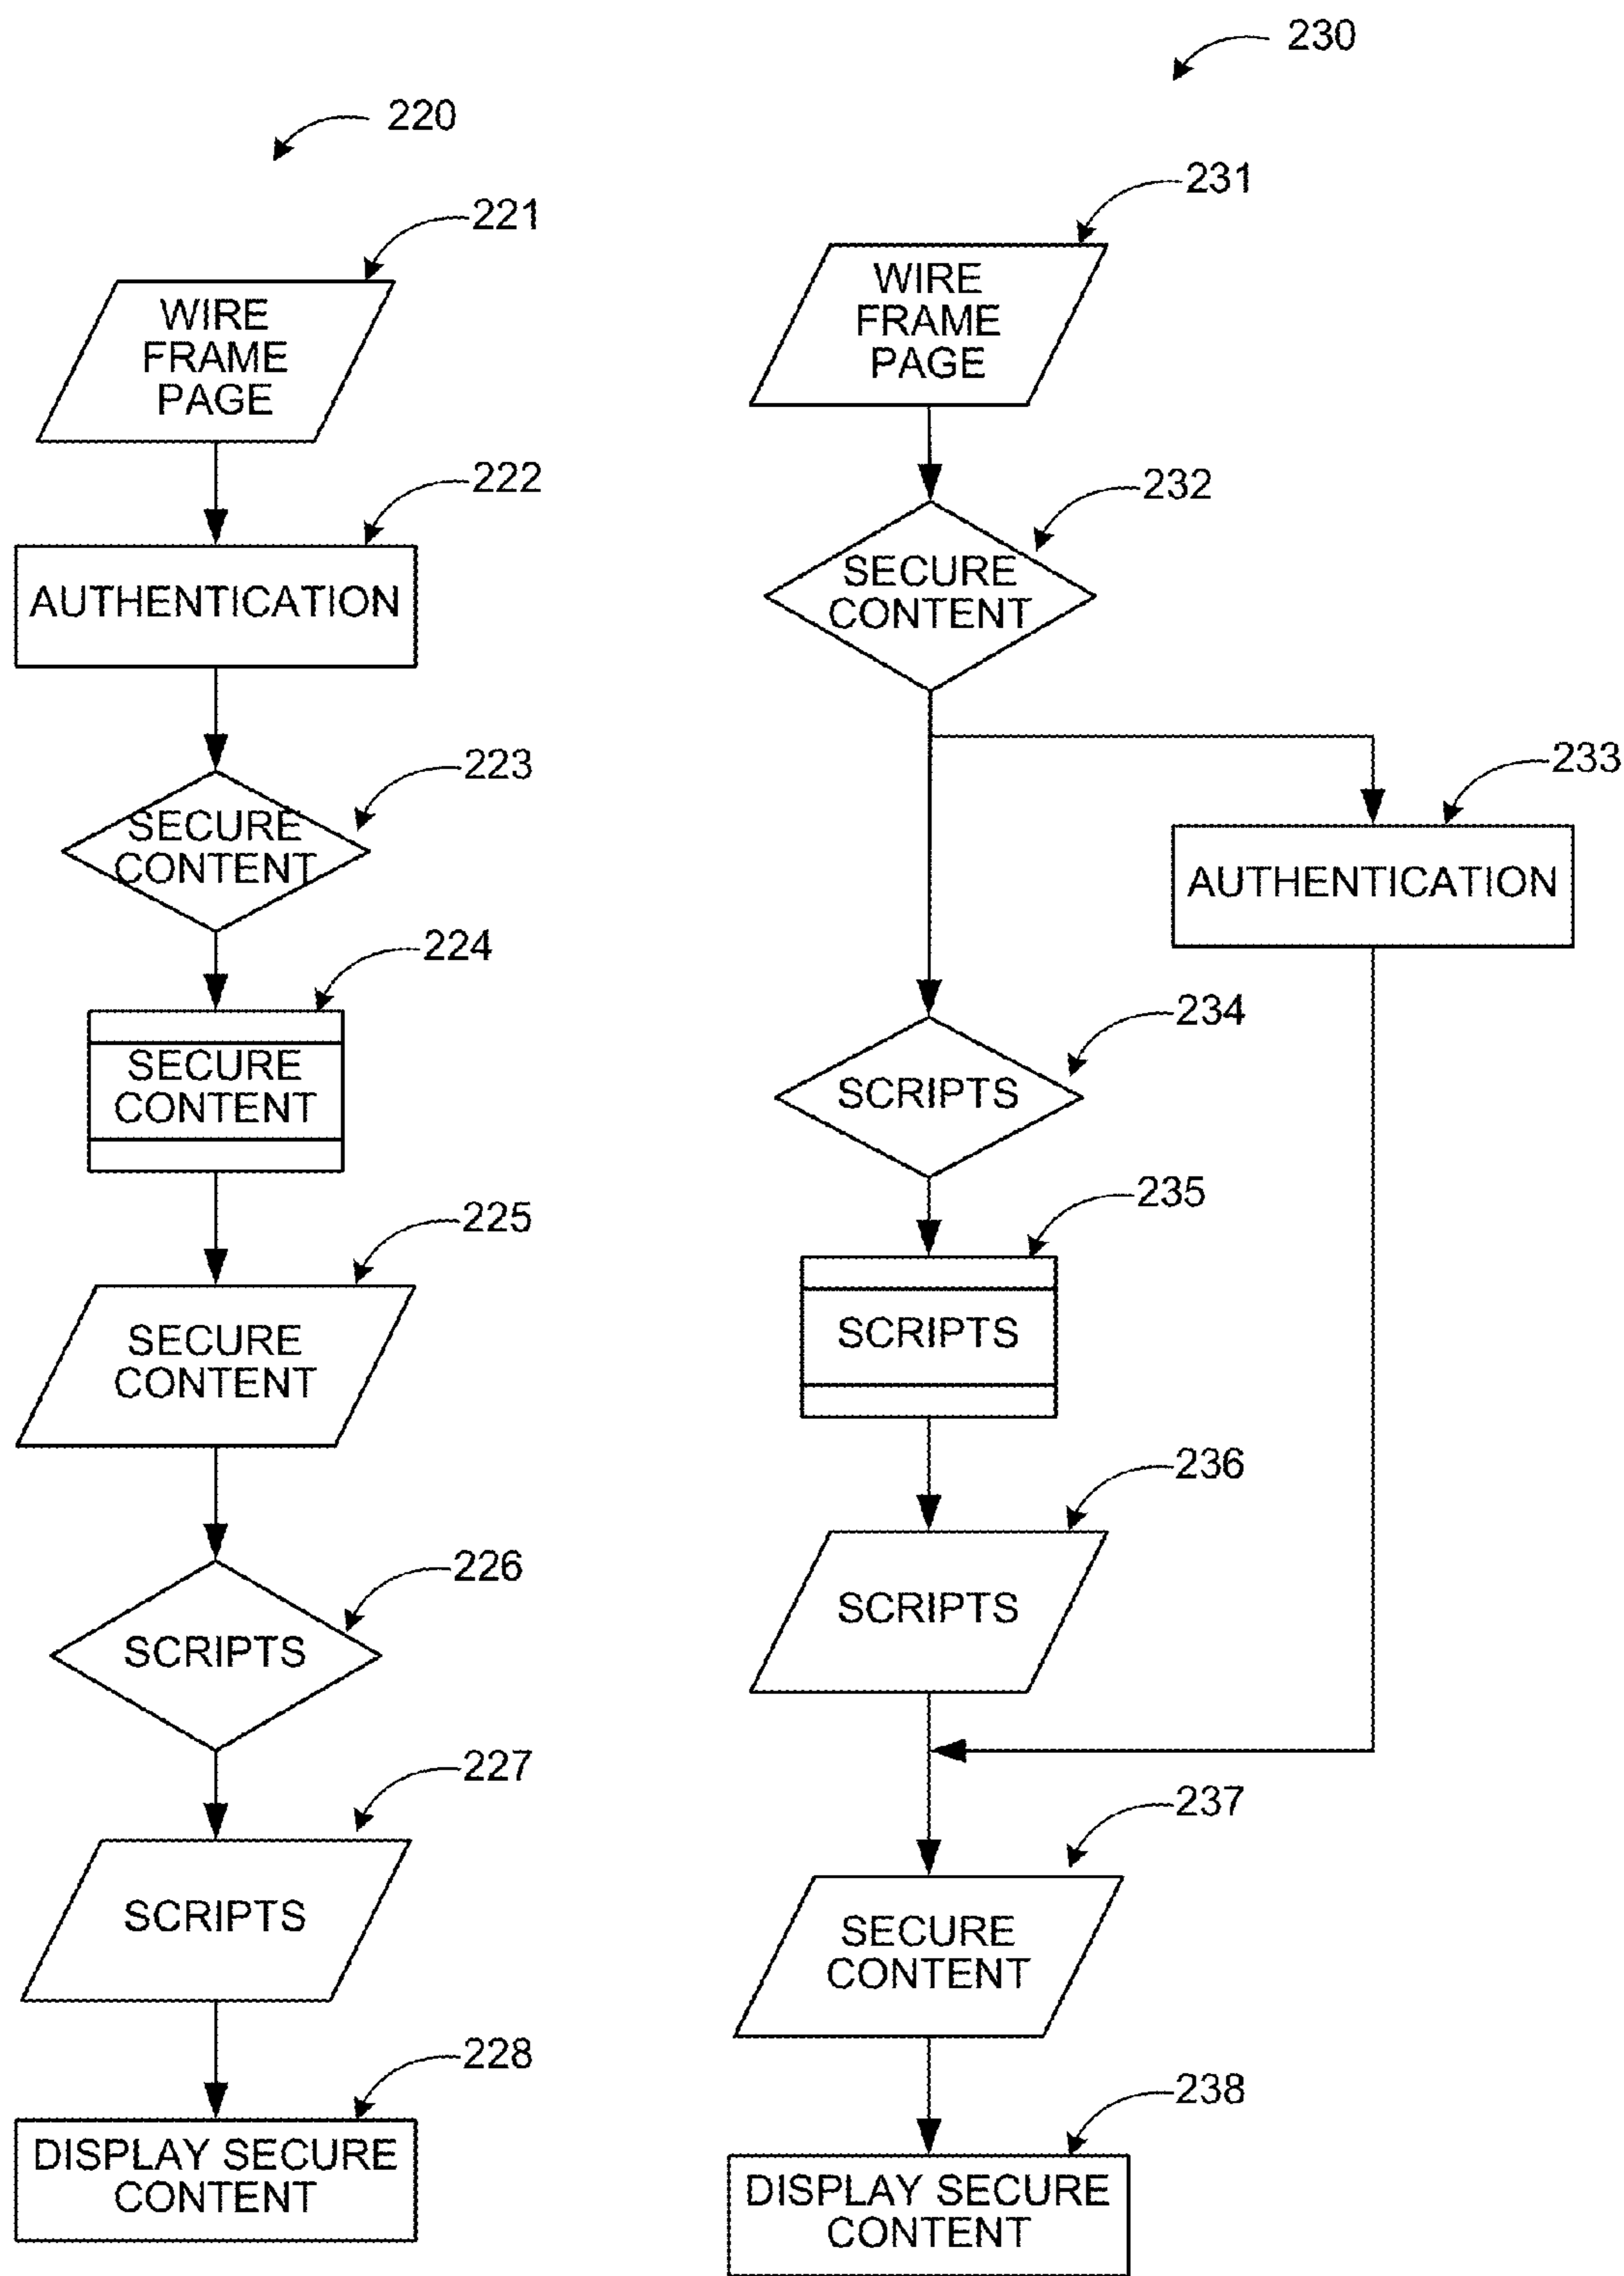 220
221
WIRE
FRAME
PAGE
222
AUTHENTICATION
223
SECURE
CONTENT
224
SECURE
CONTENT
225
SECURE
CONTENT
226
SCRIPTS
227
SCRIPTS
228
DISPLAY SECURE
CONTENT
230
231
WIRE
FRAME
PAGE
232
SECURE
CONTENT
233
AUTHENTICATION
234
SCRIPTS
235
SCRIPTS
236
SCRIPTS
237
SECURE
CONTENT
238
DISPLAY SECURE
CONTENT